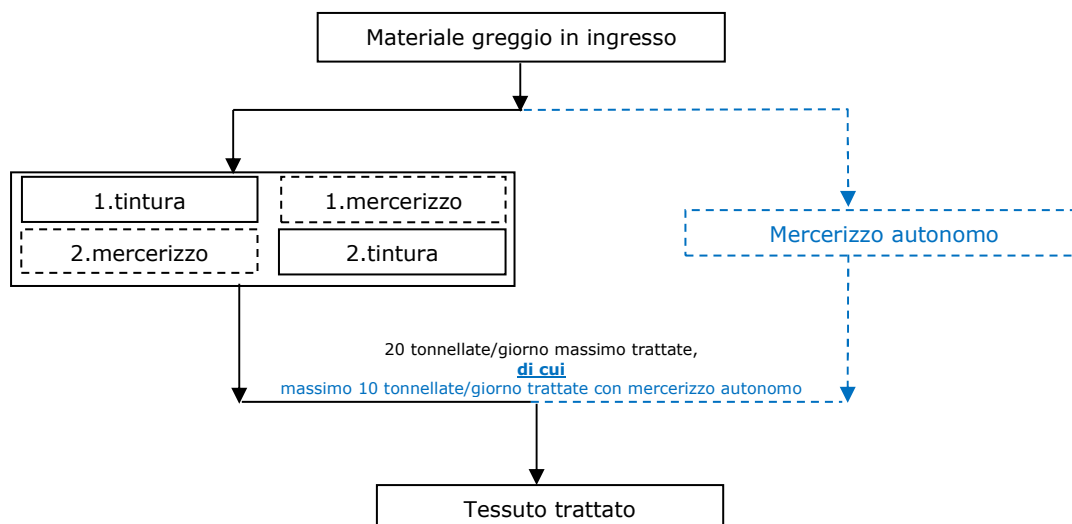 Materiale greggio in ingresso
1.tintura
1.mercerizzo
2.mercerizzo
2.tintura
Mercerizzo autonomo
20 tonnellate/giorno massimo trattate,
di cui
massimo 10 tonnellate/giorno trattate con mercerizzo autonomo
Tessuto trattato